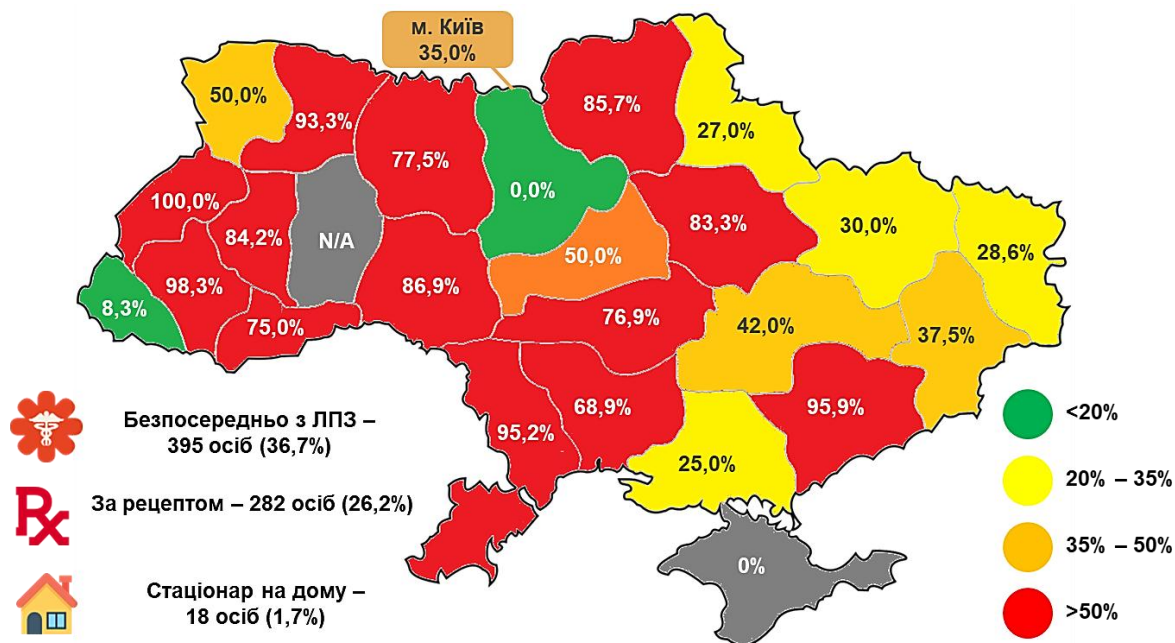 м. Київ
35,0%
50,0%
93,3%
85,7%
27,0%
77,5%
0,0%
100,0%
84,2%
N/A
83,3%
30,0%
28,6%
50,0%
98,3%
86,9%
8,3%
75,0%
76,9%
42,0%
37,5%
68,9%
95,9%
95,2%
25,0%
0%
Безпосередньо з ЛПЗ –
395 осіб (36,7%)
Rx
За рецептом – 282 осіб (26,2%)
Стаціонар на дому –
18 осіб (1,7%)
<20%
20% – 35%
35% – 50%
>50%